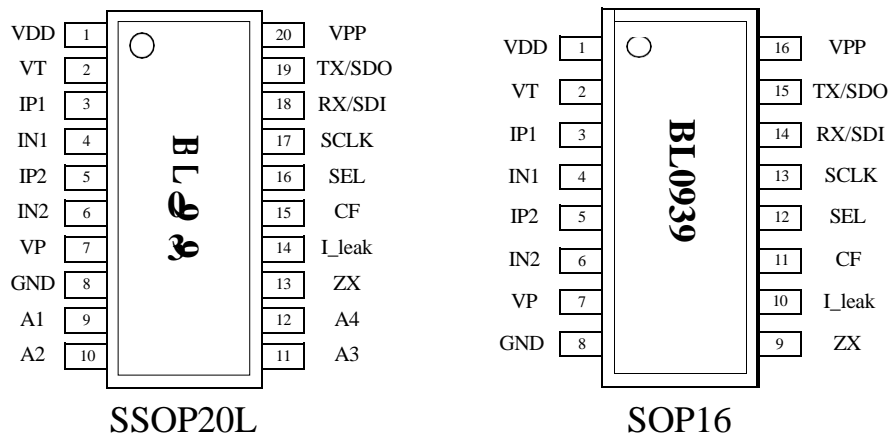 VDD 1 20 VPP
VT 2 19 TX/SDO
IP1 3 18 RX/SDI
IN1 4 17 SCLK
IP2 5 16 SEL
IN2 6 15 CF
VP 7 14 I_leak
GND 8 13 ZX
A1 9 12 A4
A2 10 11 A3
SSOP20L
VDD 1 16 VPP
VT 2 15 TX/SDO
IP1 3 14 RX/SDI
IN1 4 13 SCLK
IP2 5 12 SEL
IN2 6 11 CF
VP 7 10 I_leak
GND 8 9 ZX
BL0939
SOP16